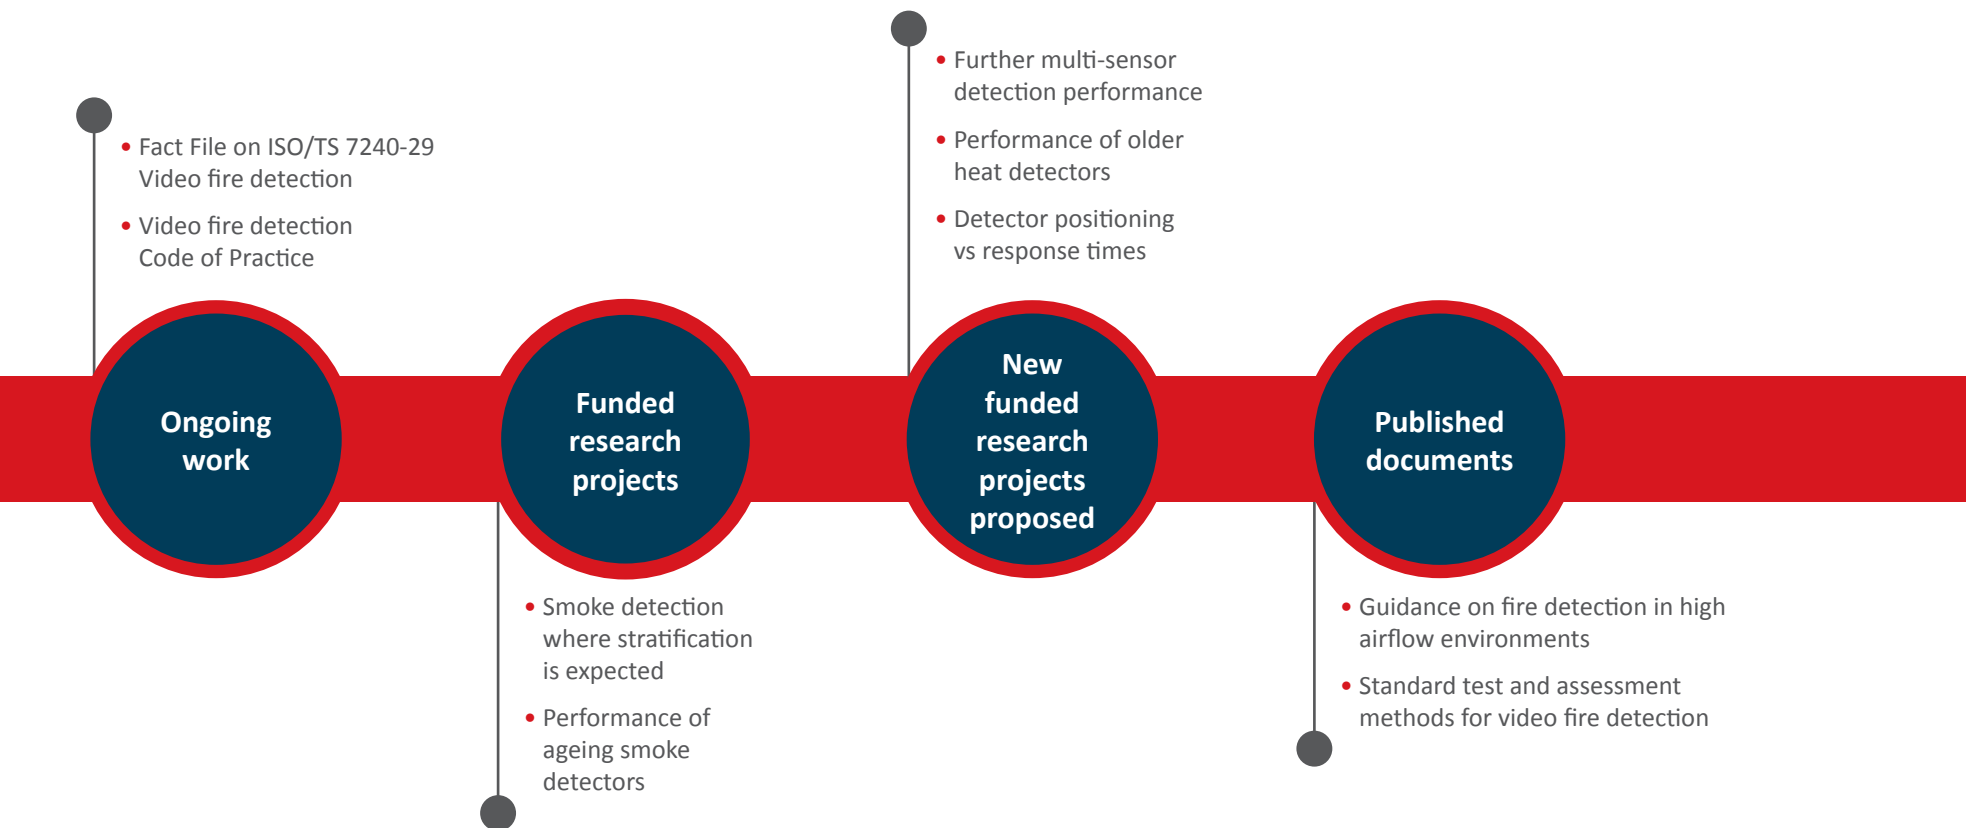 • Fact File on ISO/TS 7240-29
Video fire detection
• Video fire detection
Code of Practice
Ongoing
work
Funded
research
projects
• Smoke detection
where stratification
is expected
• Performance of
ageing smoke
detectors
• Further multi-sensor
detection performance
• Performance of older
heat detectors
• Detector positioning
vs response times
New
funded
research
projects
proposed
Published
documents
• Guidance on fire detection in high
airflow environments
• Standard test and assessment
methods for video fire detection